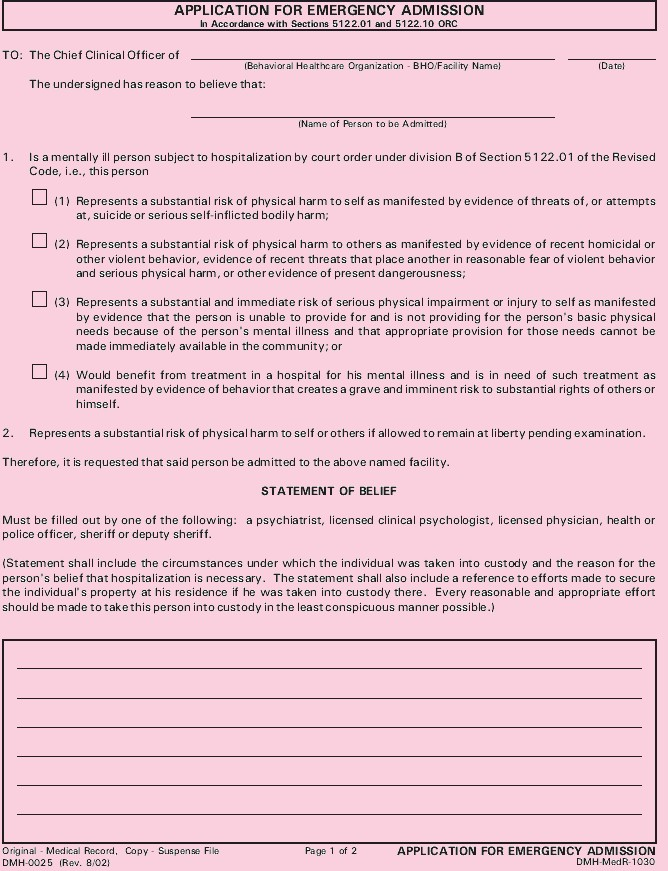 APPLICATION FOR EMERGENCY ADMISSION
In Accordance with Sections 5122.01 and 5122.10 ORC
TO: The Chief Clinical Officer of
(Behavioral Healthcare Organization - BHO/Facility Name) (Date)
The undersigned has reason to believe that:
(Name of Person to be Admitted)
1. Is a mentally ill person subject to hospitalization by court order under division B of Section 5122.01 of the Revised
Code, i.e., this person
(1) Represents a substantial risk of physical harm to self as manifested by evidence of threats of, or attempts
at, suicide or serious self-inflicted bodily harm;
(2) Represents a substantial risk of physical harm to others as manifested by evidence of recent homicidal or
other violent behavior, evidence of recent threats that place another in reasonable fear of violent behavior
and serious physical harm, or other evidence of present dangerousness;
(3) Represents a substantial and immediate risk of serious physical impairment or injury to self as manifested
by evidence that the person is unable to provide for and is not providing for the person's basic physical
needs because of the person's mental illness and that appropriate provision for those needs cannot be
made immediately available in the community; or
(4) Would benefit from treatment in a hospital for his mental illness and is in need of such treatment as
manifested by evidence of behavior that creates a grave and imminent risk to substantial rights of others or
himself.
2. Represents a substantial risk of physical harm to self or others if allowed to remain at liberty pending examination.
Therefore, it is requested that said person be admitted to the above named facility.
STATEMENT OF BELIEF
Must be filled out by one of the following: a psychiatrist, licensed clinical psychologist, licensed physician, health or
police officer, sheriff or deputy sheriff.
(Statement shall include the circumstances under which the individual was taken into custody and the reason for the
person's belief that hospitalization is necessary. The statement shall also include a reference to efforts made to secure
the individual's property at his residence if he was taken into custody there. Every reasonable and appropriate effort
should be made to take this person into custody in the least conspicuous manner possible.)
Original - Medical Record, Copy - Suspense File Page 1 of 2 APPLICATION FOR EMERGENCY ADMISSION
DMH-0025 (Rev. 8/02) DMH-MedR-1030